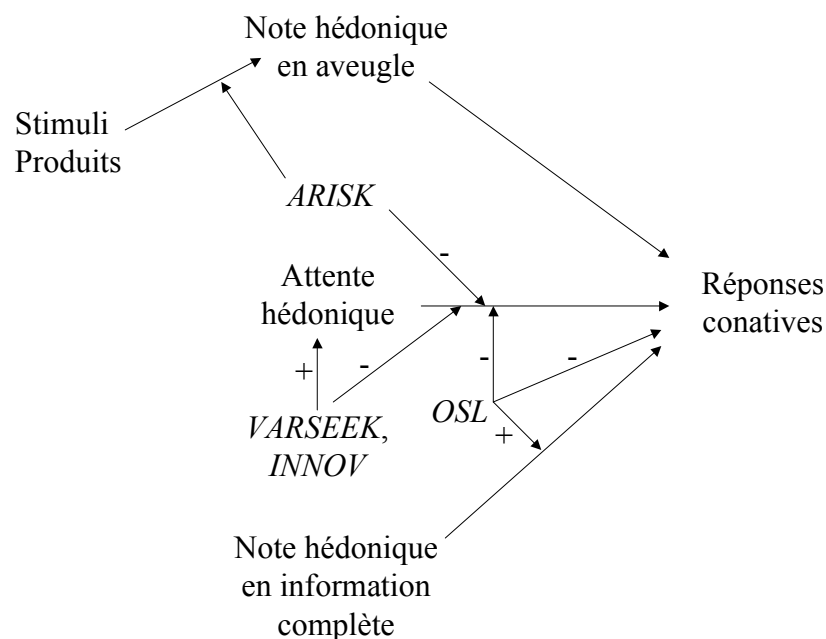 Note hédonique
en aveugle
Stimuli
Produits
ARISK
-
Attente
hédonique
Réponses
conatives
+
-
-
-
VARSEEK,
INNOV
OSL
+
Note hédonique
en information
complète